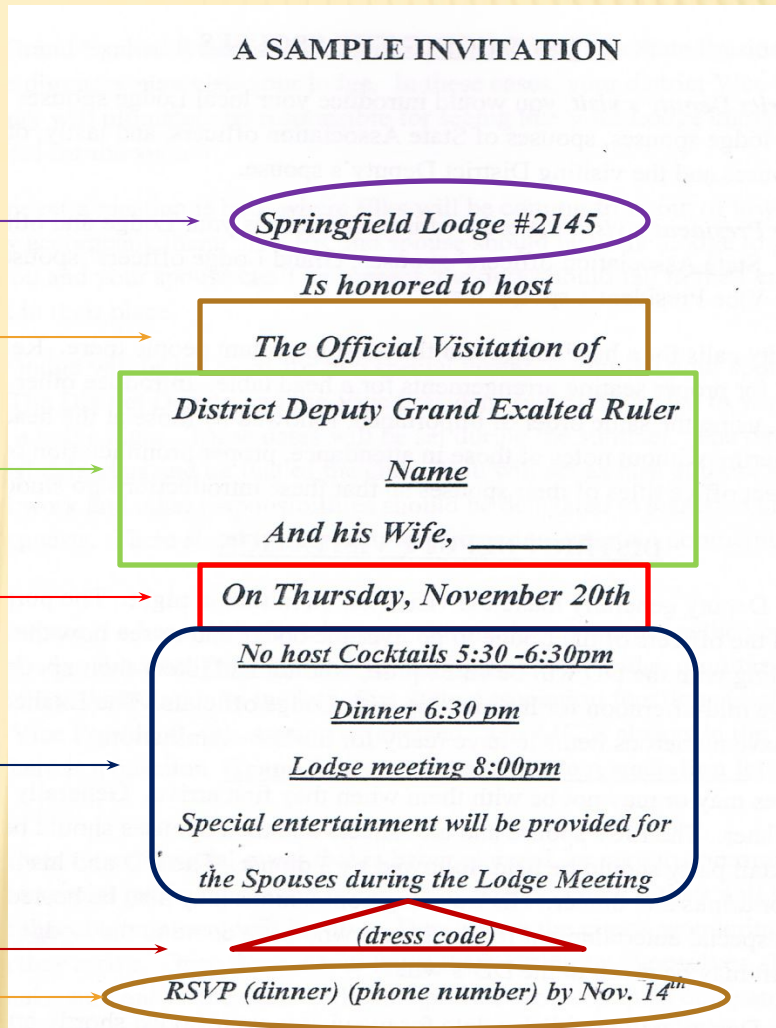 A SAMPLE INVITATION
Springfield Lodge #2145
Is honored to host
The Official Visitation of
District Deputy Grand Exalted Ruler
Name
And his Wife, ________
On Thursday, November 20th
No host Cocktails 5:30 -6:30pm
Dinner 6:30 pm
Lodge meeting 8:00pm
Special entertainment will be provided for
the Spouses during the Lodge Meeting
(dress code)
RSVP (dinner) (phone number) by Nov. 14th